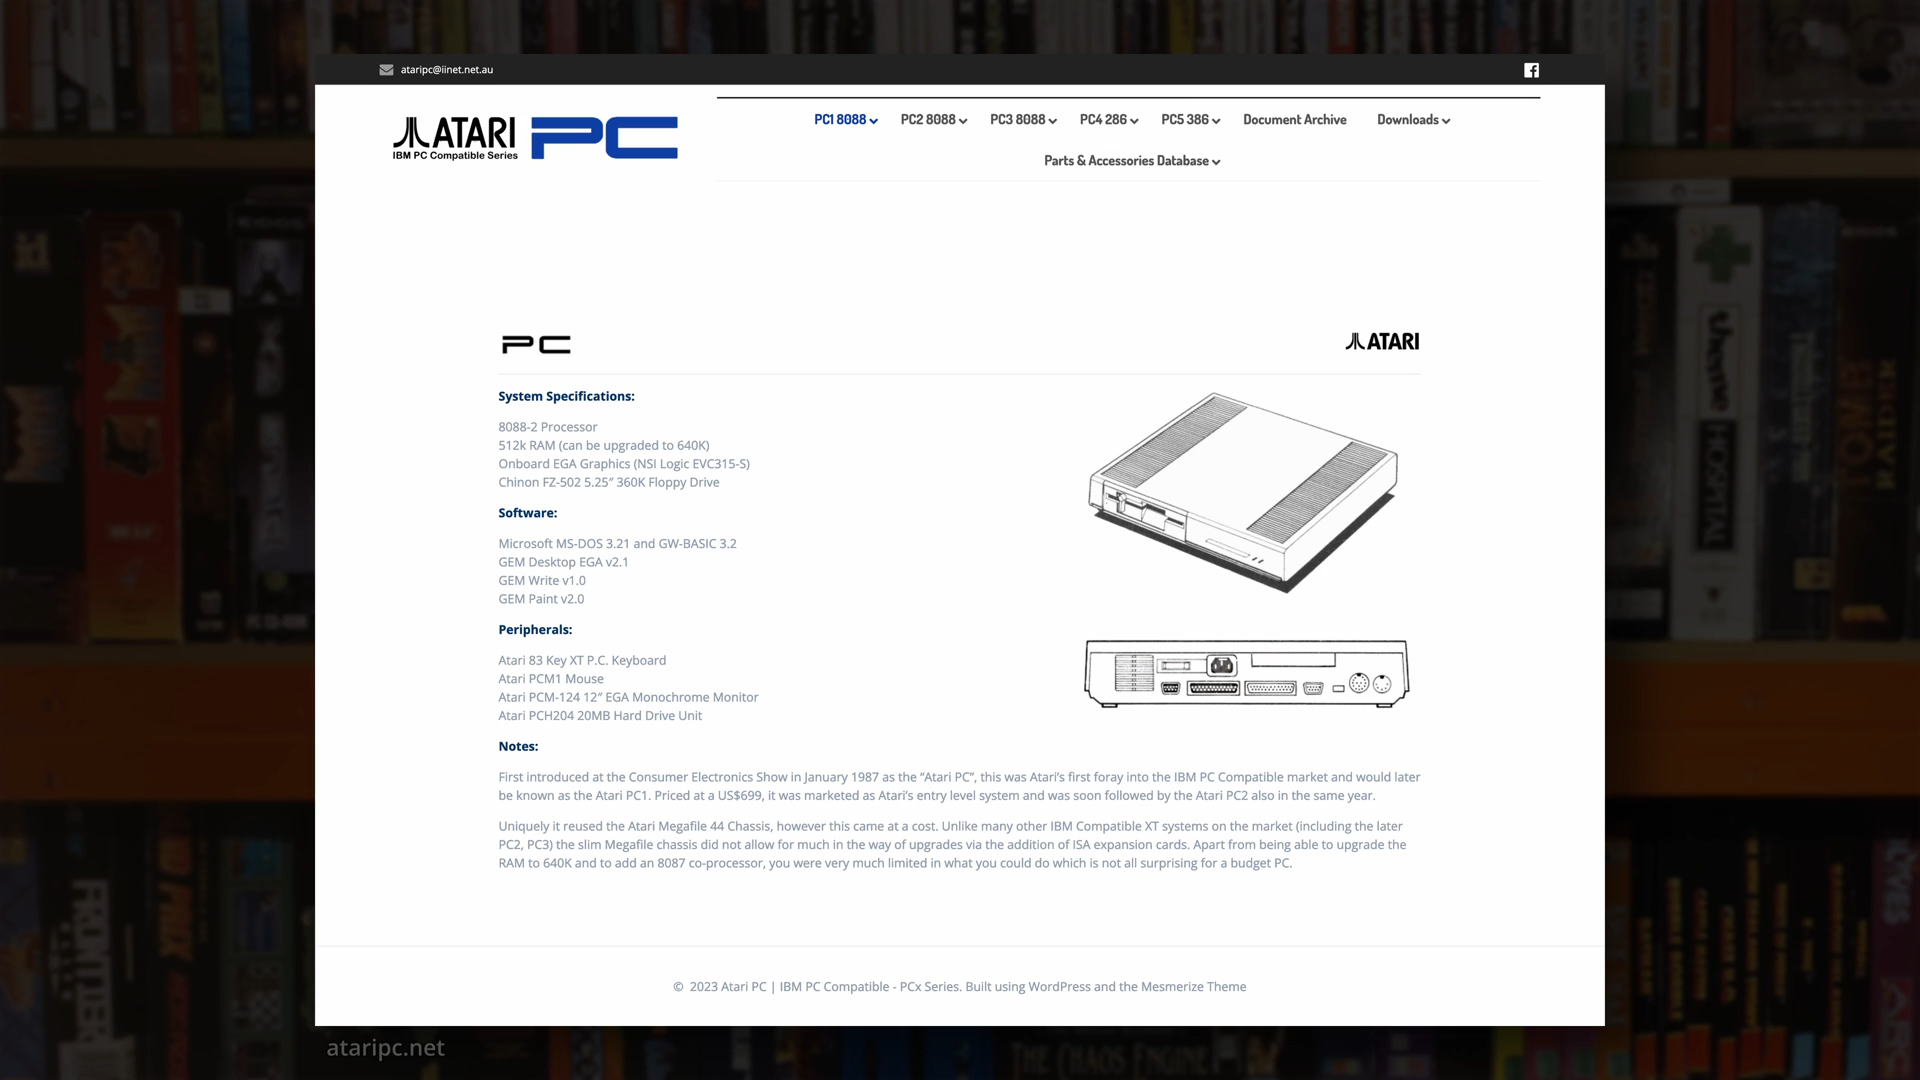 ataripc@iinet.net.au
ATARI PC
IBM PC Compatible Series
PC1 8088 PC2 8088 PC3 8088 PC4 286 PC5 386 Document Archive Downloads
Parts & Accessories Database
PC ATARI
System Specifications:
8088-2 Processor
512k RAM (can be upgraded to 640K)
Onboard EGA Graphics (NSI Logic EVC315-S)
Chinon FZ-502 5.25″ 360K Floppy Drive
Software:
Microsoft MS-DOS 3.21 and GW-BASIC 3.2
GEM Desktop EGA v2.1
GEM Write v1.0
GEM Paint v2.0
Peripherals:
Atari 83 Key XT P.C. Keyboard
Atari PCM1 Mouse
Atari PCM-124 12″ EGA Monochrome Monitor
Atari PCH204 20MB Hard Drive Unit
Notes:
First introduced at the Consumer Electronics Show in January 1987 as the “Atari PC”, this was Atari’s first foray into the IBM PC Compatible market and would later
be known as the Atari PC1. Priced at a US$699, it was marketed as Atari’s entry level system and was soon followed by the Atari PC2 also in the same year.
Uniquely it reused the Atari Megafile 44 Chassis, however this came at a cost. Unlike many other IBM Compatible XT systems on the market (including the later
PC2, PC3) the slim Megafile chassis did not allow for much in the way of upgrades via the addition of ISA expansion cards. Apart from being able to upgrade the
RAM to 640K and to add an 8087 co-processor, you were very much limited in what you could do which is not all surprising for a budget PC.
© 2023 Atari PC | IBM PC Compatible - PCx Series. Built using WordPress and the Mesmerize Theme
ataripc.net
id
theme
HOSPITAL
TOMB
RAIDER
FRONTIER
THE CHAOS ENGINE